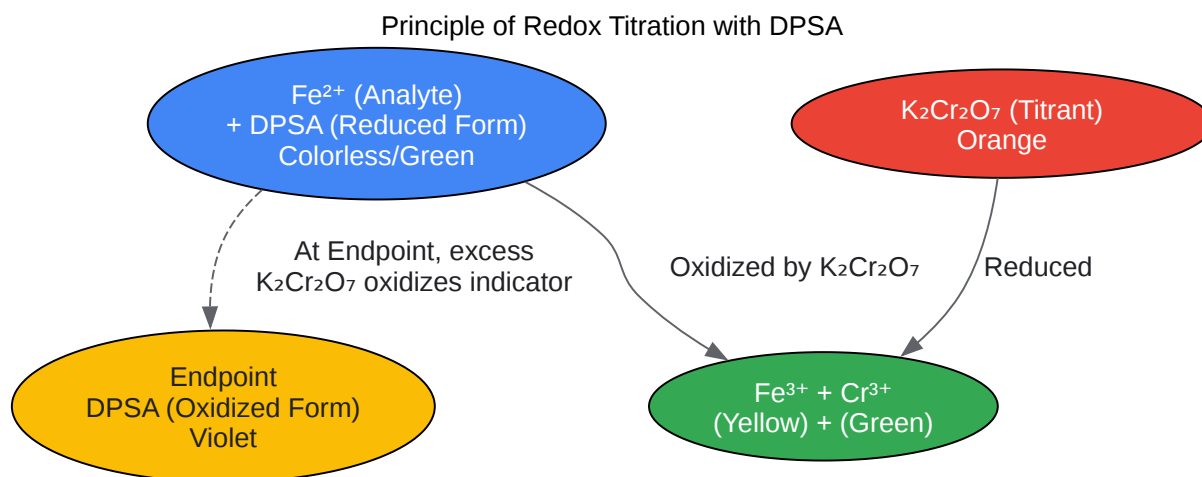 Principle of Redox Titration with DPSA
Fe²⁺ (Analyte)
+ DPSA (Reduced Form)
Colorless/Green
K₂Cr₂O₇ (Titrant)
Orange
At Endpoint, excess
K₂Cr₂O₇ oxidizes indicator
Oxidized by K₂Cr₂O₇
Reduced
Endpoint
DPSA (Oxidized Form)
Violet
Fe³⁺ + Cr³⁺
(Yellow) + (Green)